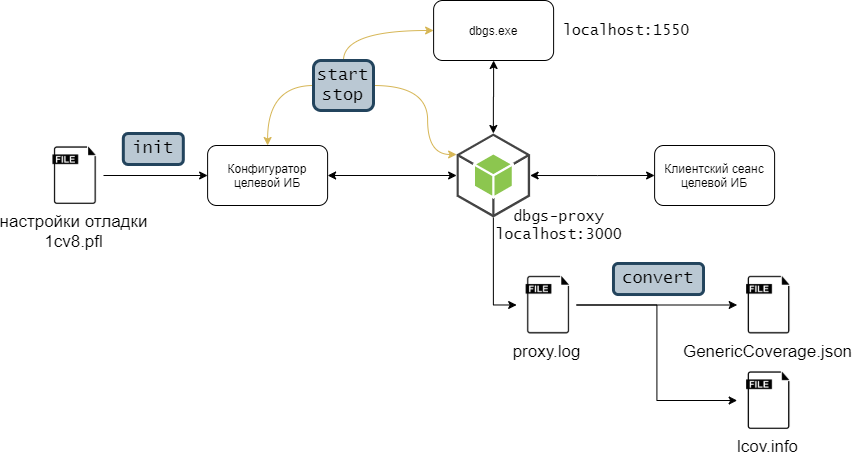 dbgs.exe
localhost:1550
start
stop
init
FILE
Конфигуратор
целевой ИБ
Клиентский сеанс
целевой ИБ
настройки отладки
1cv8.pfl
dbgs-proxy
localhost:3000
convert
FILE
FILE
proxy.log
GenericCoverage.json
FILE
lcov.info